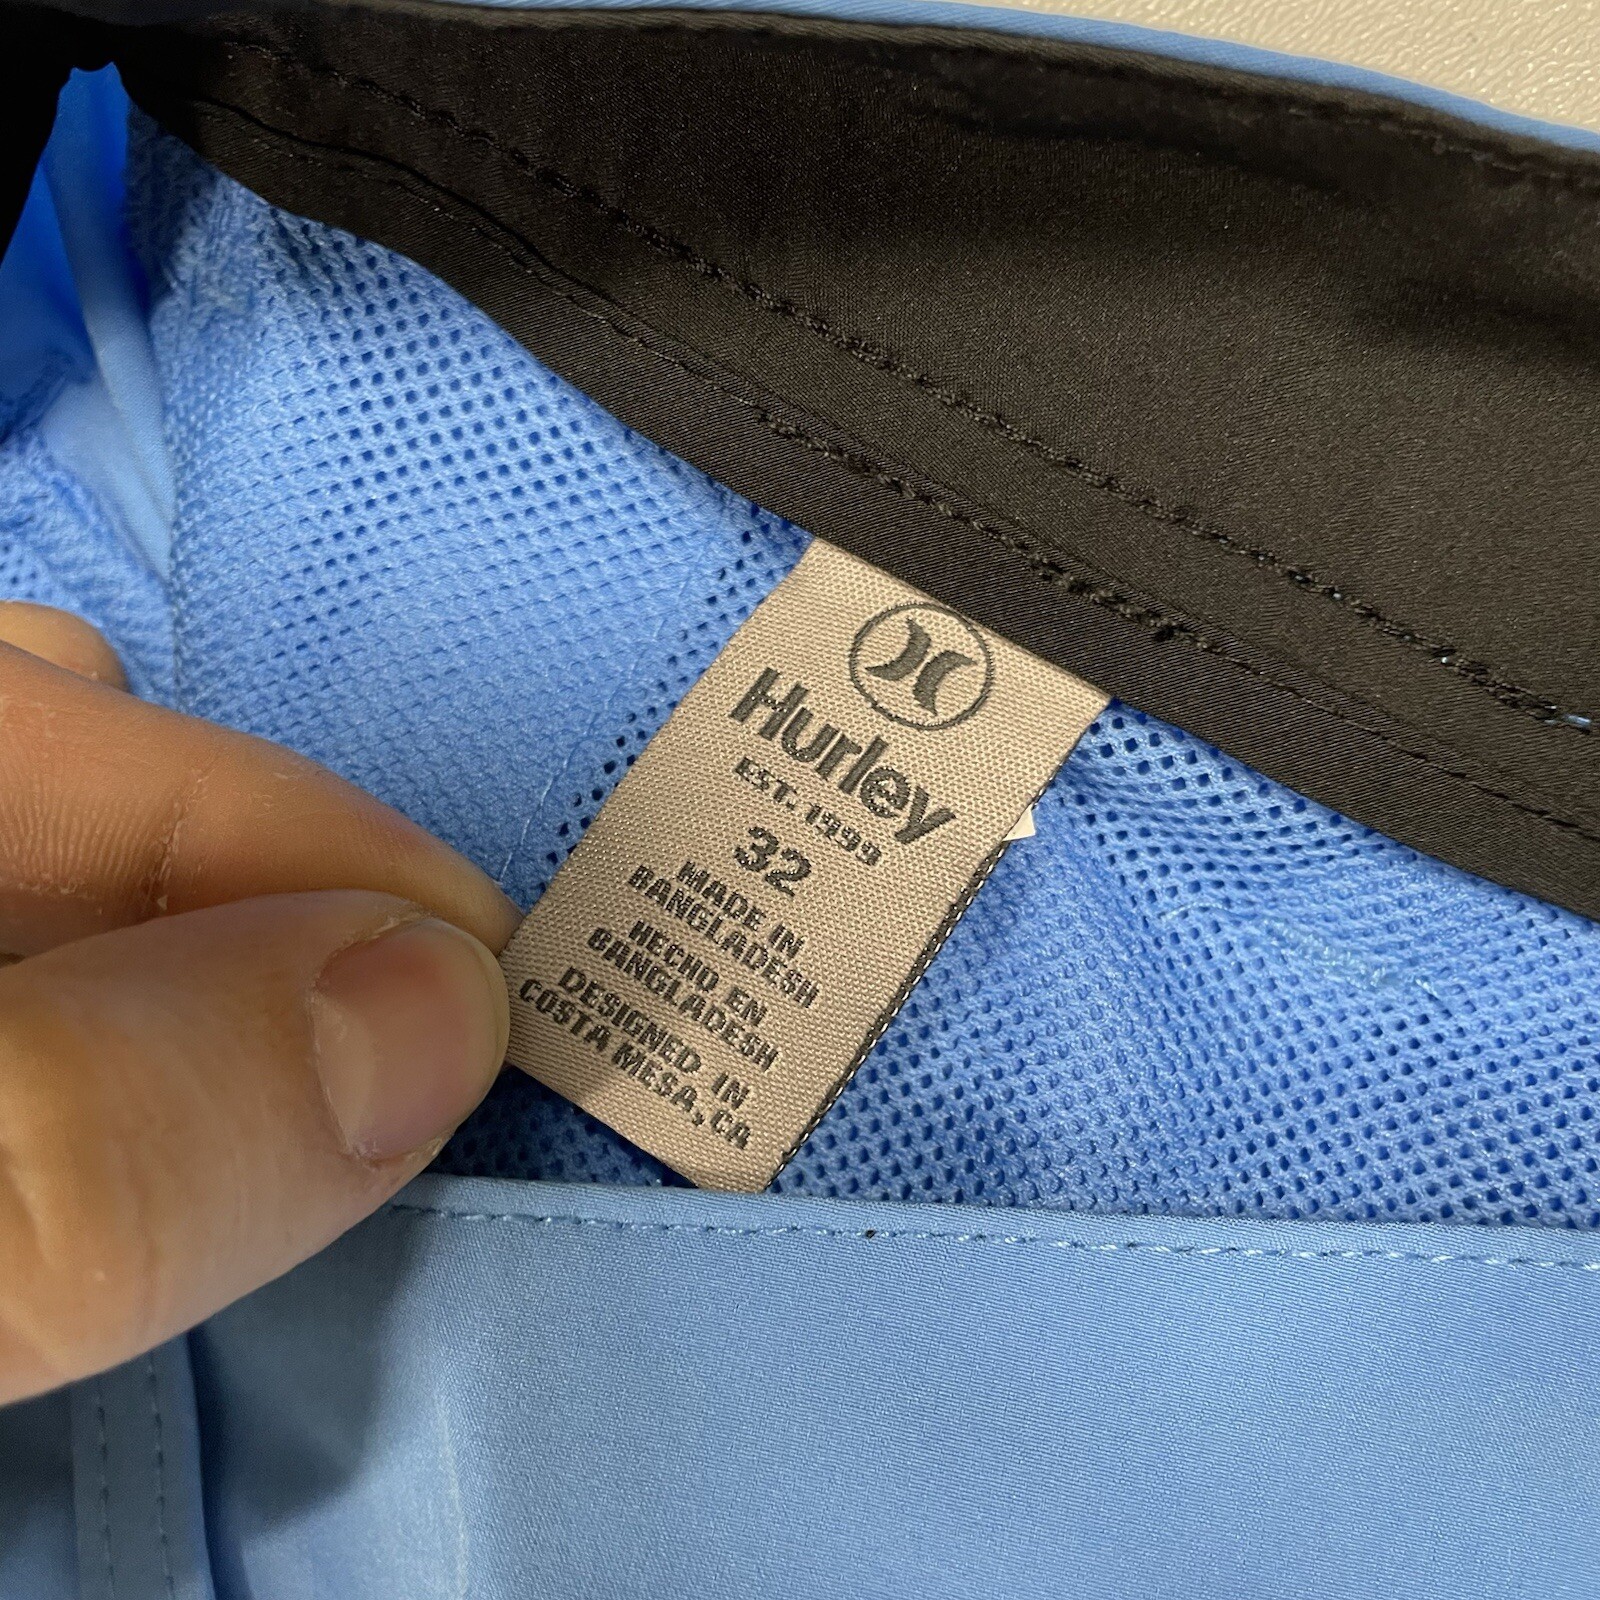 Hurley
EST. 1999
32
MADE IN
BANGLADESH
HECHO EN
BANGLADESH
DESIGNED IN
COSTA MESA, CA